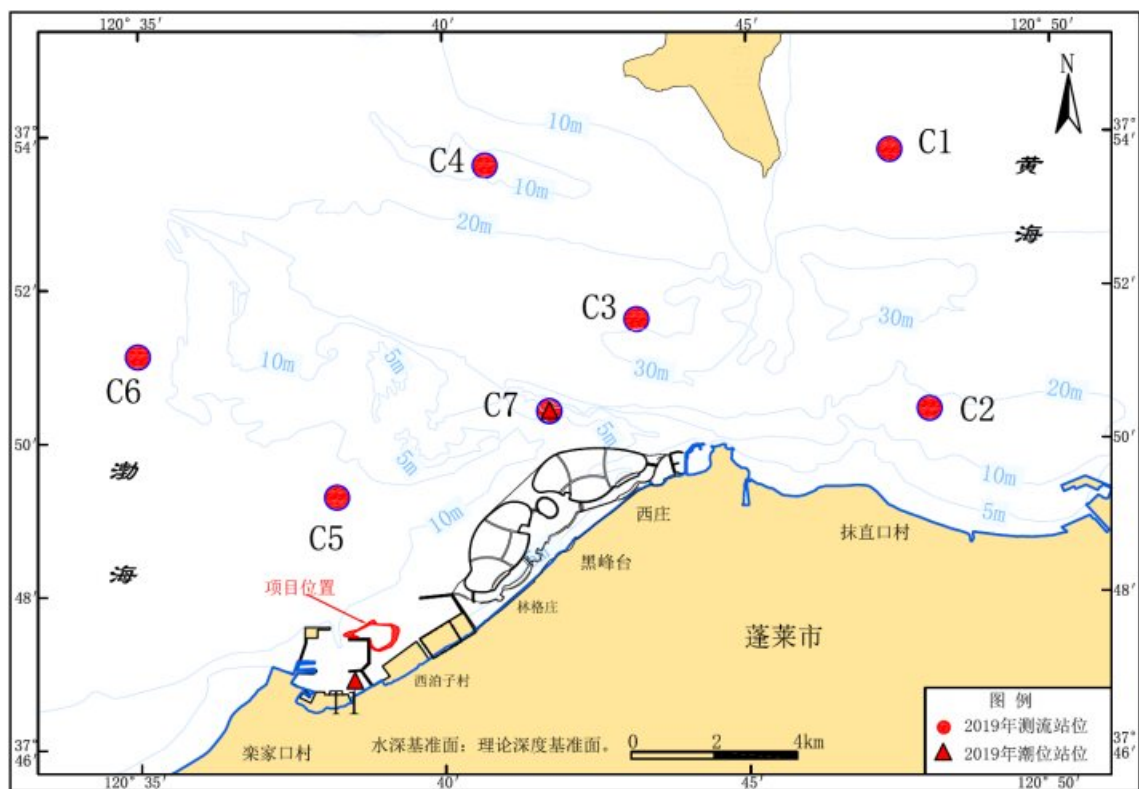 120° 35′
40′
45′
120° 50′
N
37°
54′
37°
54′
10m
C4
C1
黄
海
10m
20m
52′
52′
C3
30m
30m
C6
10m
5m
C7
C2
20m
50′
50′
5m
5m
10m
5m
渤
海
C5
10m
西庄
抹直口村
5m
黑峰台
项目位置
林格庄
48′
48′
蓬莱市
西泊子村
T1
栾家口村
水深基准面：理论深度基准面。
0 2 4km
图 例
2019年测流站位
2019年潮位站位
37°
46′
37°
46′
120° 35′
40′
45′
120° 50′